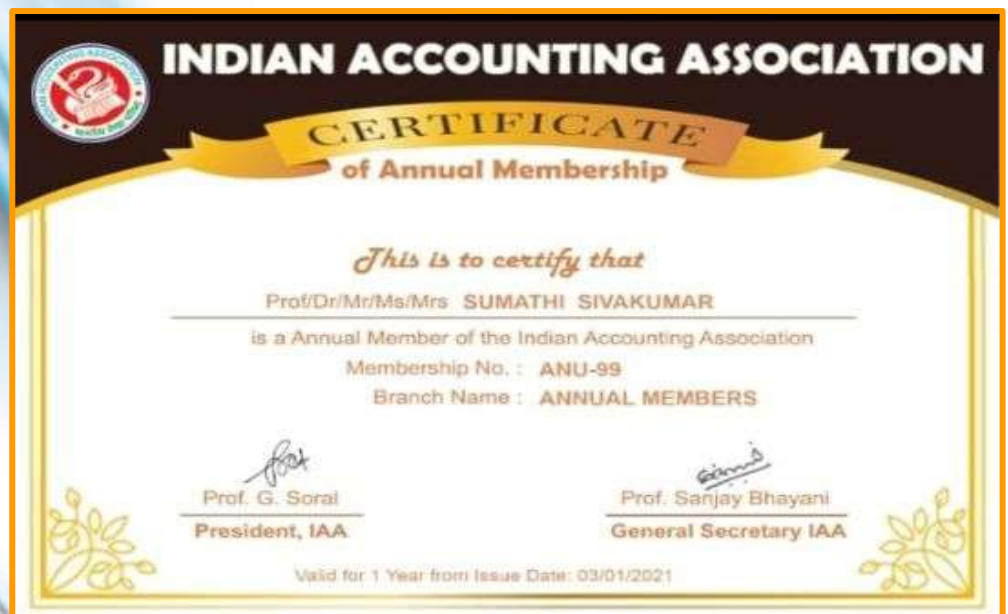 INDIAN ACCOUNTING ASSOCIATION
CERTIFICATE
of Annual Membership
This is to certify that
Prof/Dr/Mr/Ms/Mrs SUMATHI SIVAKUMAR
is a Annual Member of the Indian Accounting Association
Membership No. : ANU-99
Branch Name : ANNUAL MEMBERS
Prof. G. Soral
Prof. Sanjay Bhayani
President, IAA
General Secretary IAA
Valid for 1 Year from Issue Date: 03/01/2021